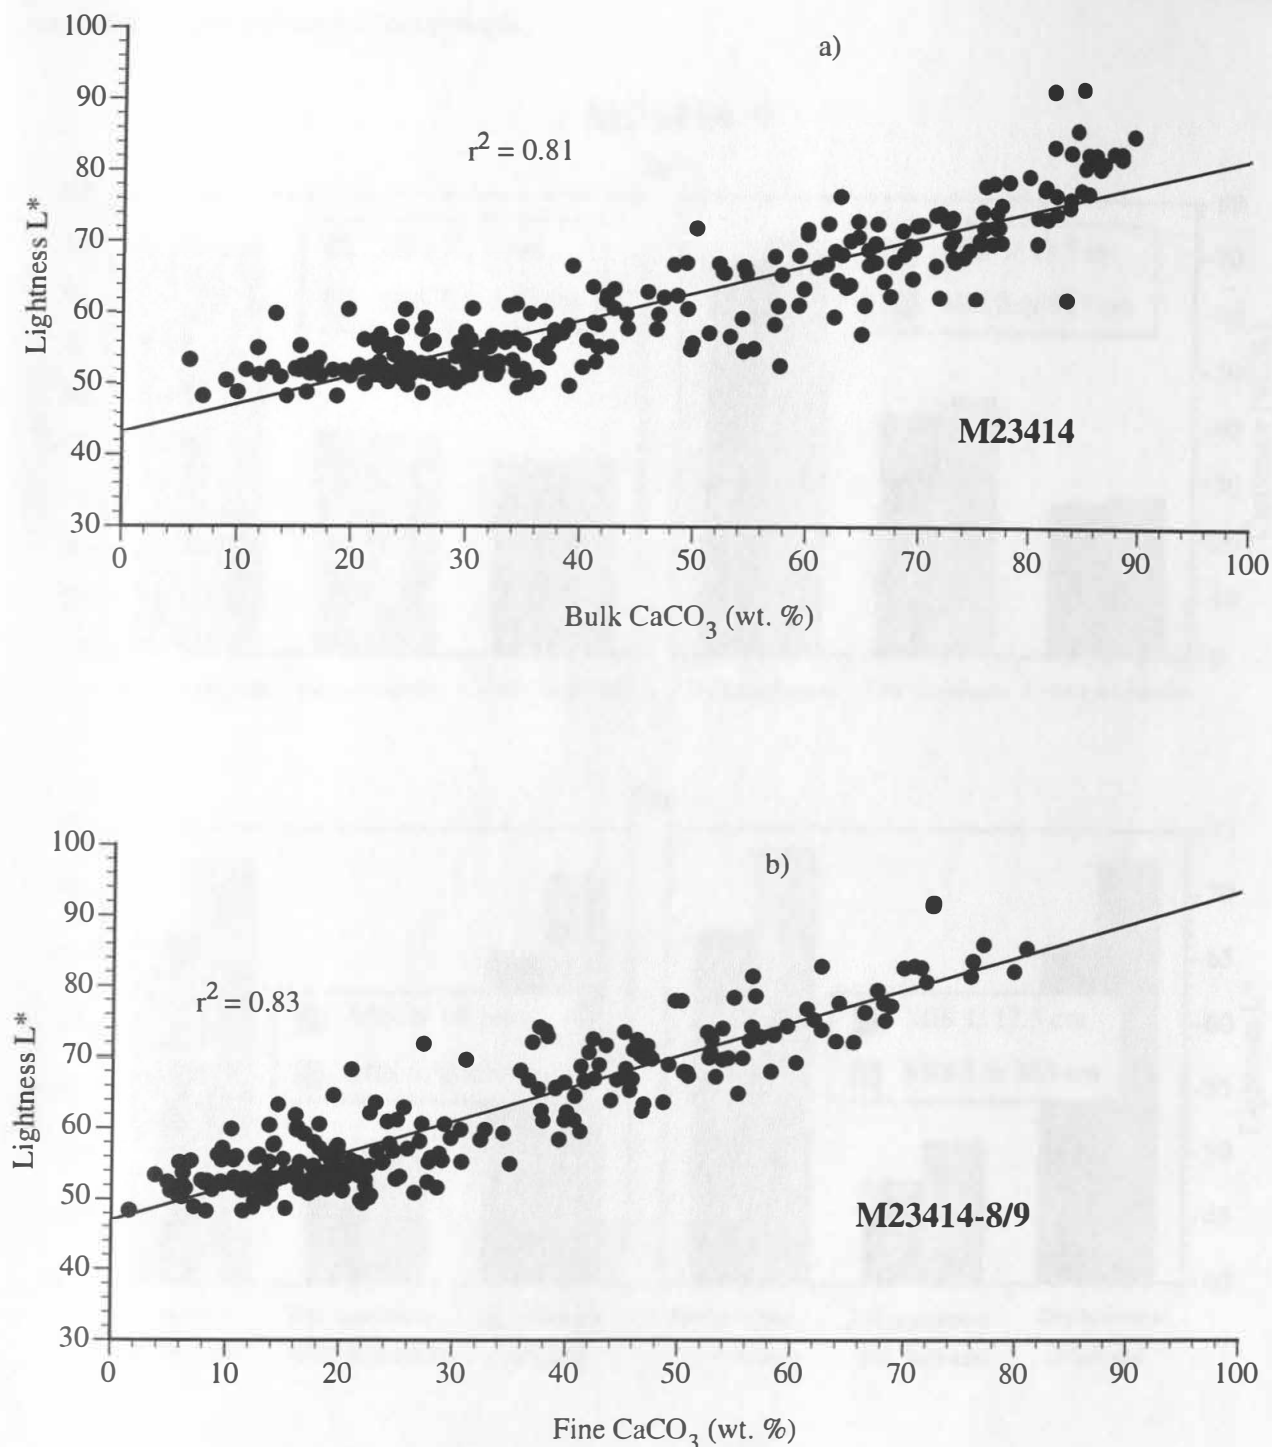 a)
r² = 0.81
M23414
Lightness L*
100
90
80
70
60
50
40
30
0 10 20 30 40 50 60 70 80 90 100
Bulk CaCO₃ (wt. %)
b)
r² = 0.83
M23414-8/9
Lightness L*
100
90
80
70
60
50
40
30
0 10 20 30 40 50 60 70 80 90 100
Fine CaCO₃ (wt. %)